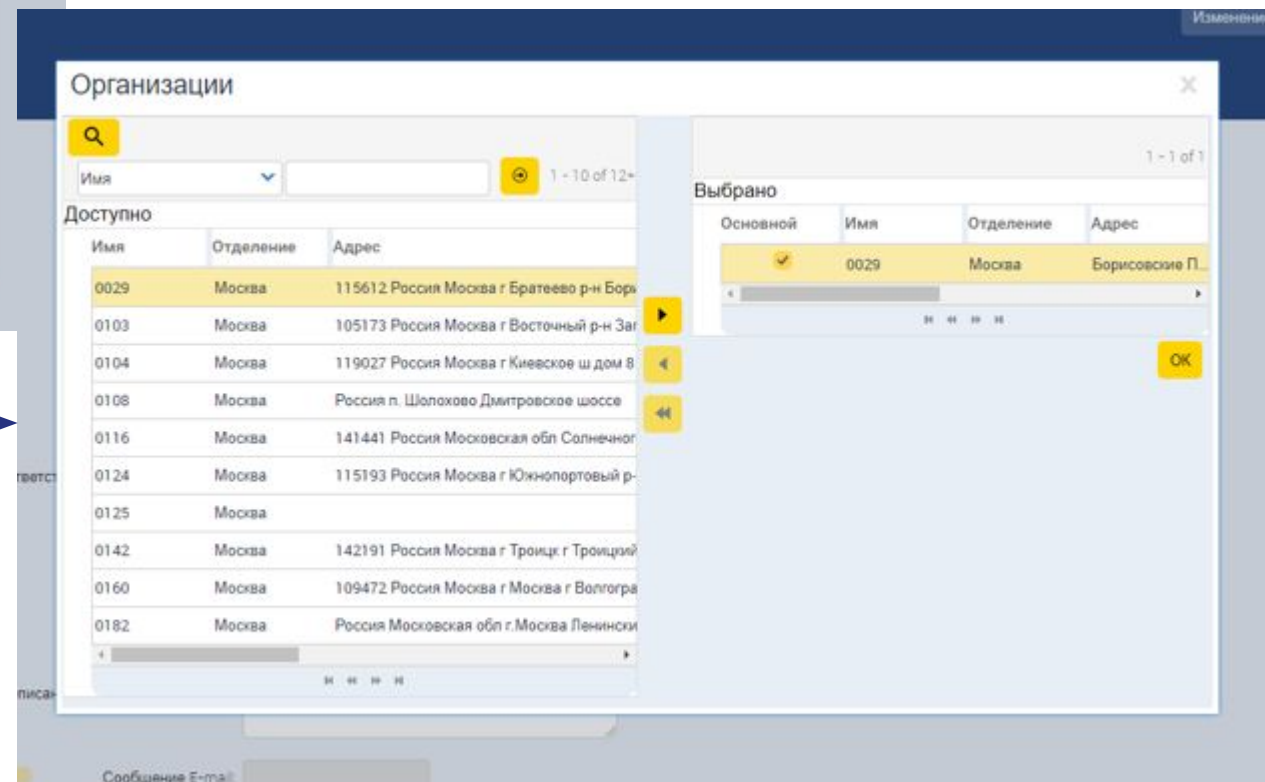 Организации
×
Имя
1 - 10 of 12+
1 - 1 of 1
Доступно
Выбрано
Имя Отделение Адрес
Основной Имя Отделение Адрес
0029 Москва Борисовские П...
0029 Москва 115612 Россия Москва г Братеево р-н Бори
0103 Москва 105173 Россия Москва г Восточный р-н Заг
0104 Москва 119027 Россия Москва г Киевское ш дом 8
OK
0108 Москва Россия п. Шолохово Дмитровское шоссе
0116 Москва 141441 Россия Московская обл Солнечног
0124 Москва 115193 Россия Москва г Южнопортовый р-
0125 Москва
0142 Москва 142191 Россия Москва г Троицк г Троицкий
0160 Москва 109472 Россия Москва г Москва г Волгогра
0182 Москва Россия Московская обл г.Москва Ленински
Сообщение E-mail: